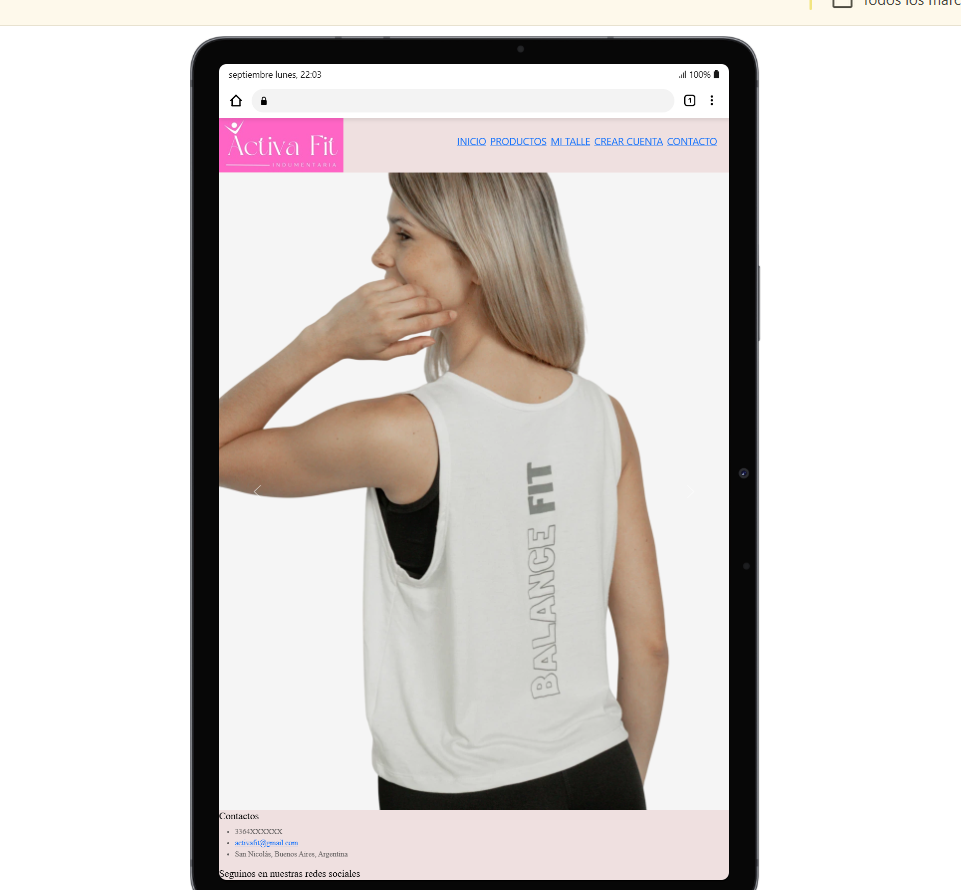 Todos los marc
septiembre lunes, 22:03
100%
1
Activa Fit
INDUMENTARIA
INICIO PRODUCTOS MI TALLE CREAR CUENTA CONTACTO
BALANCE FIT
Contactos
3364XXXXXX
activafit@gmail.com
San Nicolás, Buenos Aires, Argentina
Seguinos en nuestras redes sociales